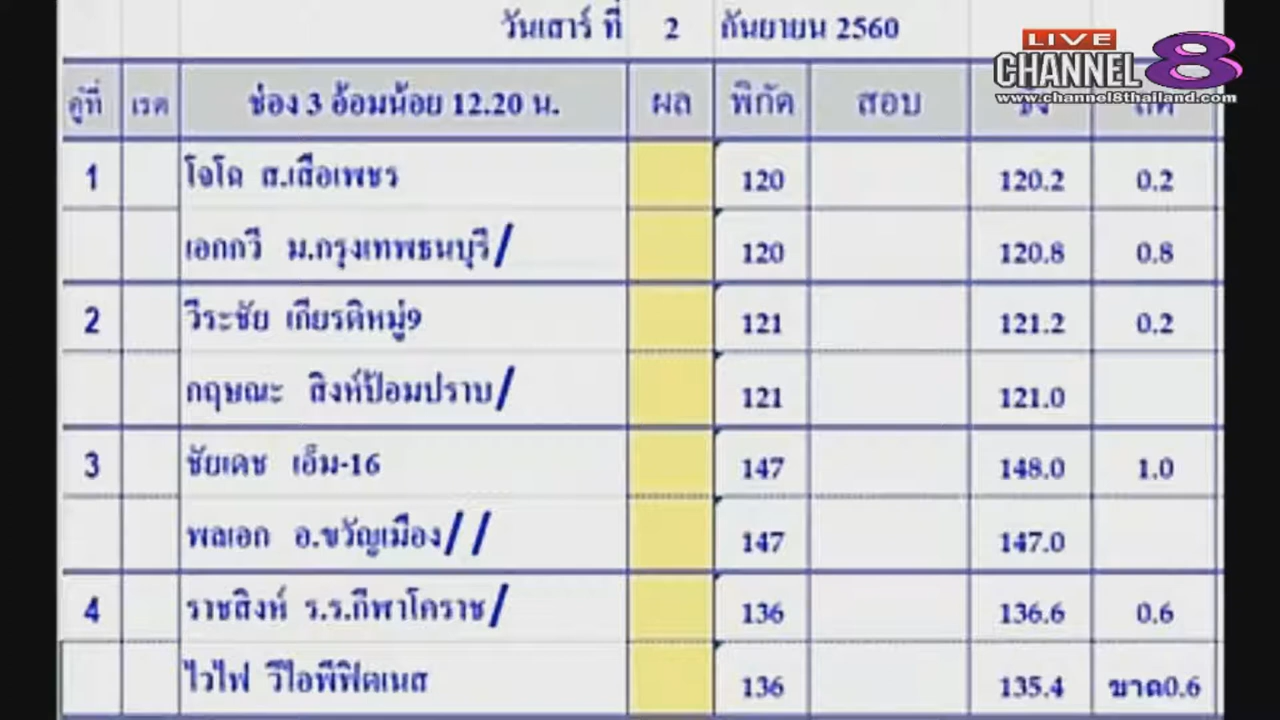 วันเสาร์ ที่ 2 กันยายน 2560
LIVE
CHANNEL 8
www.channel8thailand.com
คู่ที่ เรต ช่อง 3 อ้อมน้อย 12.20 น. ผล พิกัด สอบ ชั่ง
1 โจโด ส.เสือเพชร 120 120.2 0.2
เอกกวี ม.กรุงเทพธนบุรี/ 120 120.8 0.8
2 วีระชัย เกียรติหมู่9 121 121.2 0.2
กฤษณะ สิงห์ป้อมปราบ/ 121 121.0
3 ชัยเดช เอ็ม-16 147 148.0 1.0
พลเอก อ.ขวัญเมือง// 147 147.0
4 ราชสิงห์ ร.ร.กีฬาโคราช/ 136 136.6 0.6
ไวไฟ วีไอพีฟิตเนส 136 135.4 ขาด0.6